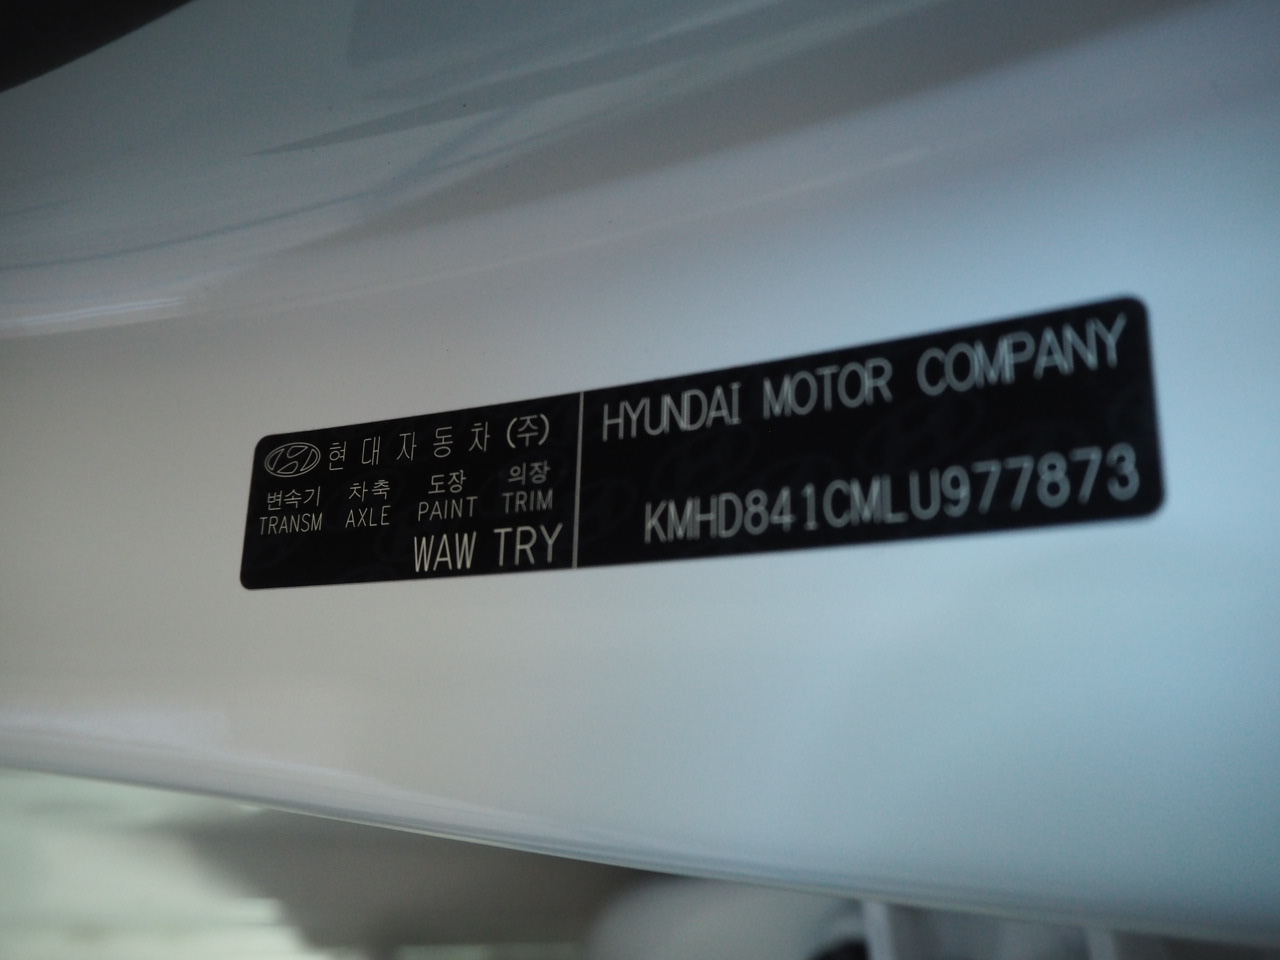 현대자동차(주)
변속기 차축 도장 의장
TRANSM AXLE PAINT TRIM
WAW TRY
HYUNDAI MOTOR COMPANY
KMHD841CMLU977873